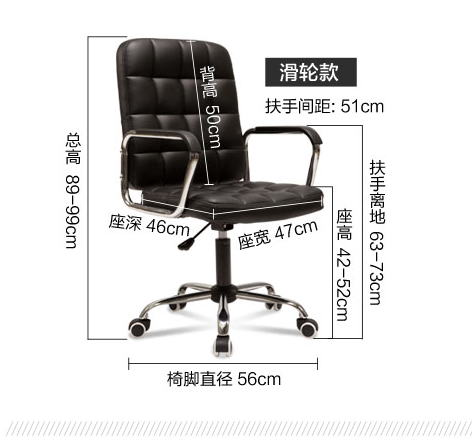 滑轮款
扶手间距: 51cm
背高 50cm
总高 89-99cm
座深 46cm
座宽 47cm
座高 42-52cm
扶手离地 63-73cm
椅脚直径 56cm